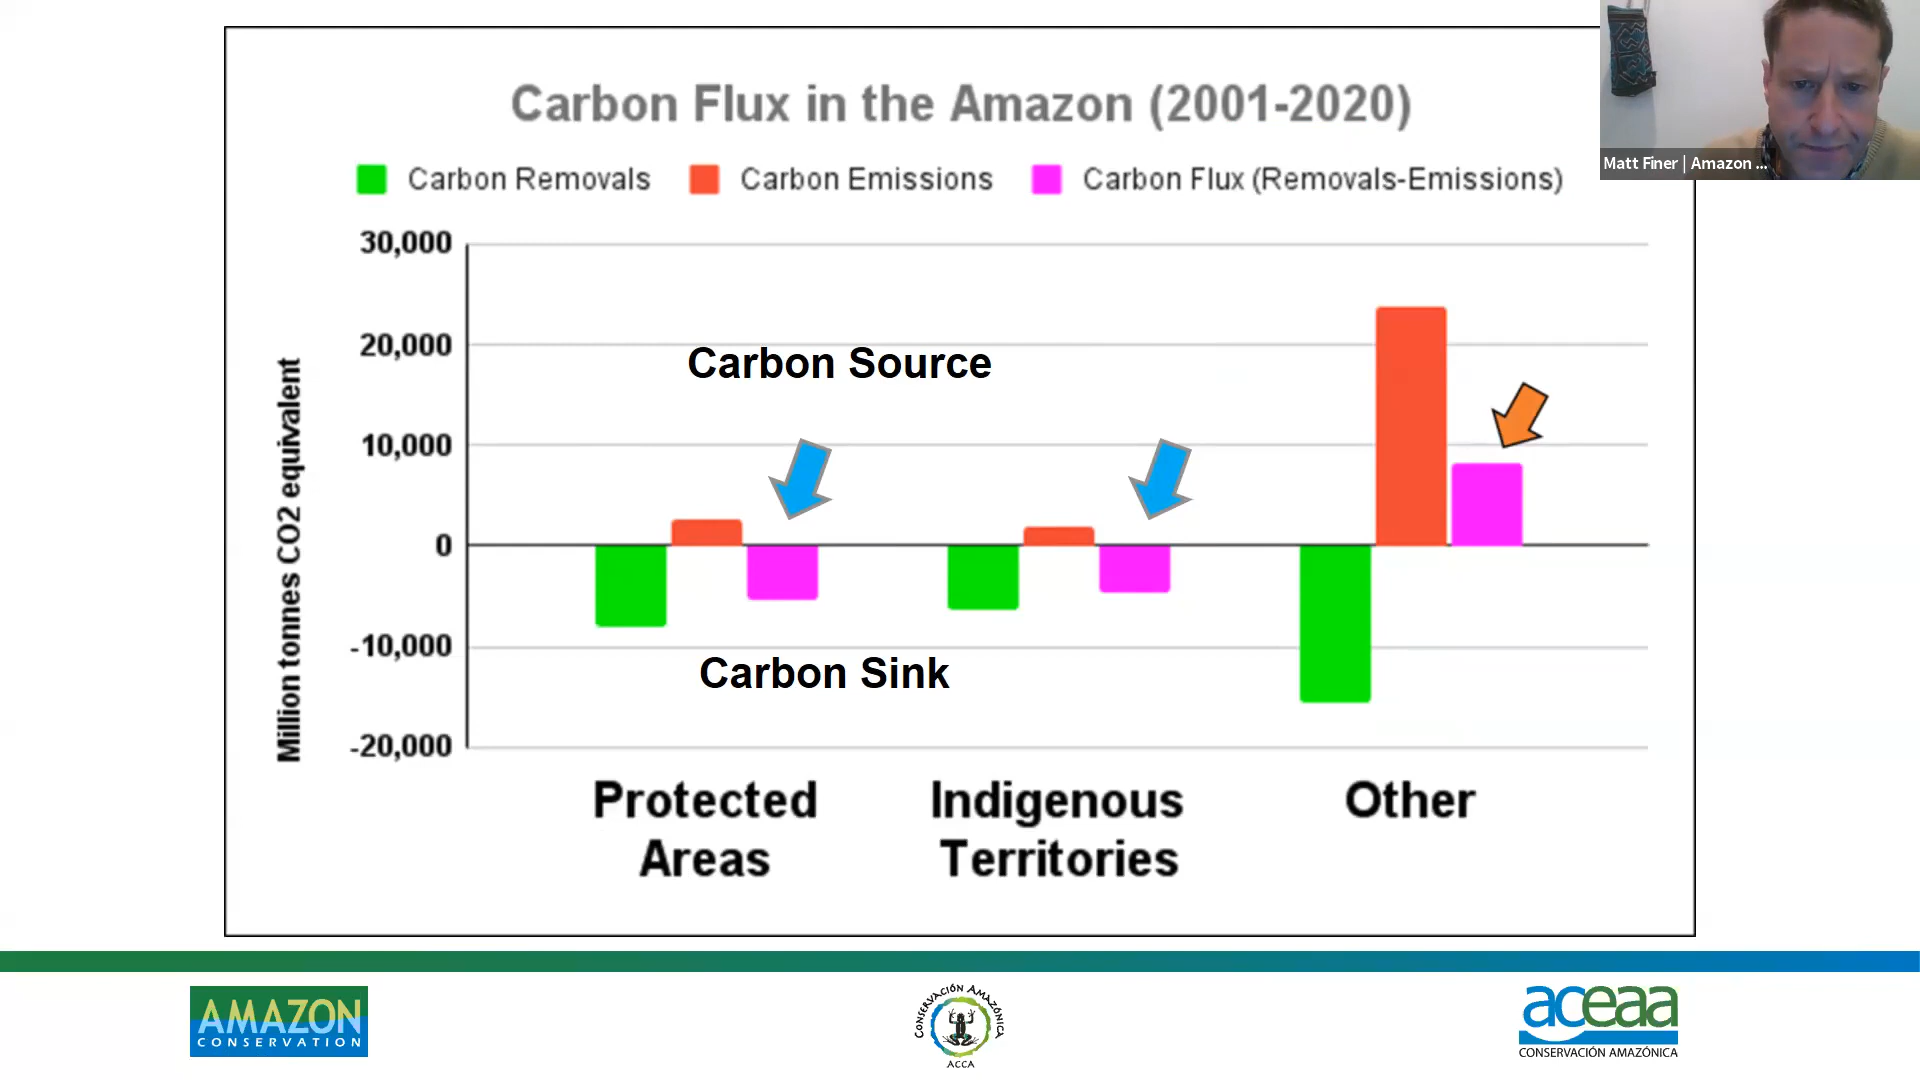 Carbon Flux in the Amazon (2001-2020)
Carbon Removals
Carbon Emissions
Carbon Flux (Removals-Emissions)
Matt Finer | Amazon ...
Million tonnes CO2 equivalent
30,000
20,000
10,000
0
-10,000
-20,000
Carbon Source
Carbon Sink
Protected
Areas
Indigenous
Territories
Other
AMAZON
CONSERVATION
CONSERVACIÓN AMAZÓNICA
ACCA
aceaa
CONSERVACIÓN AMAZÓNICA